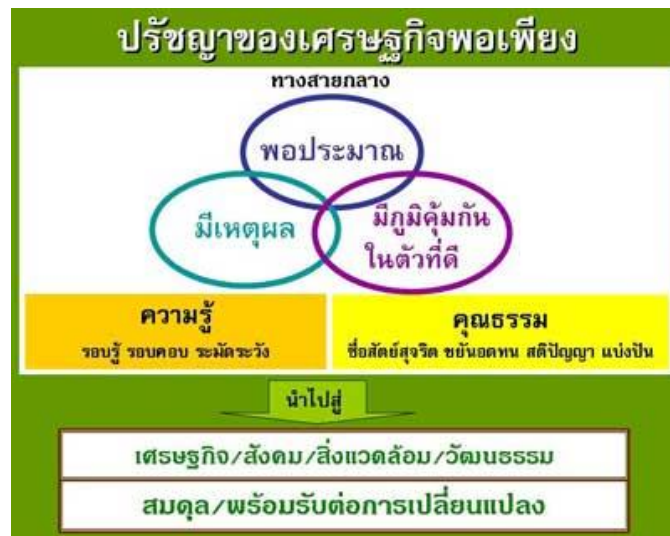 ปรัชญาของเศรษฐกิจพอเพียง
ทางสายกลาง
พอประมาณ
มีเหตุผล
มีภูมิคุ้มกัน
ในตัวที่ดี
ความรู้
รอบรู้ รอบคอบ ระมัดระวัง
คุณธรรม
ซื่อสัตย์สุจริต ขยันอดทน สติปัญญา แบ่งปัน
นำไปสู่
เศรษฐกิจ/สังคม/สิ่งแวดล้อม/วัฒนธรรม
สมดุล/พร้อมรับต่อการเปลี่ยนแปลง